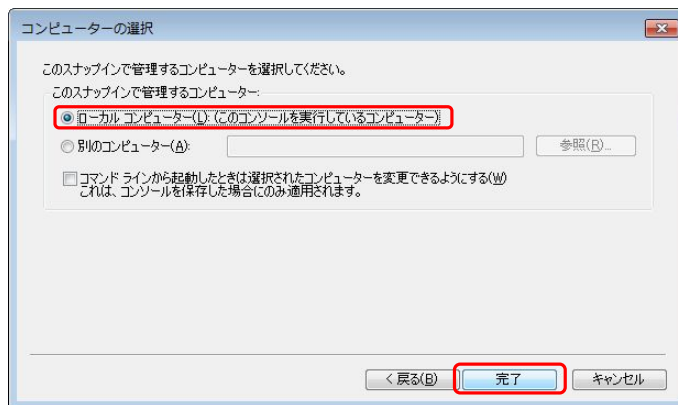 コンピューターの選択
このスナップインで管理するコンピューターを選択してください。
このスナップインで管理するコンピューター:
ローカル コンピューター(L): (このコンソールを実行しているコンピューター)
別のコンピューター(A):
参照(R)...
コマンド ラインから起動したときは選択されたコンピューターを変更できるようにする(W)
これは、コンソールを保存した場合にのみ適用されます。
< 戻る(B)
完了
キャンセル